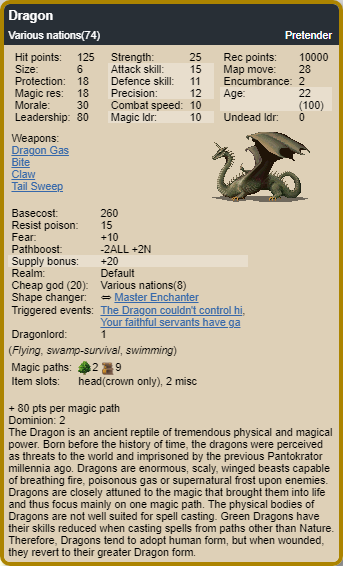 Dragon
Various nations(74) Pretender
Hit points: 125 Strength: 25 Rec points: 10000
Size: 6 Attack skill: 15 Map move: 28
Protection: 18 Defence skill: 11 Encumbrance: 2
Magic res: 18 Precision: 12 Age: 22
Morale: 30 Combat speed: 10 (100)
Leadership: 80 Magic ldr: 10 Undead ldr: 0
Weapons:
Dragon Gas
Bite
Claw
Tail Sweep
Basecost: 260
Resist poison: 15
Fear: +10
Pathboost: -2ALL +2N
Supply bonus: +20
Realm: Default
Cheap god (20): Various nations(8)
Shape changer: ⇔ Master Enchanter
Triggered events: The Dragon couldn't control hi,
Your faithful servants have ga
Dragonlord: 1
(Flying, swamp-survival, swimming)
Magic paths: 2 9
Item slots: head(crown only), 2 misc
+ 80 pts per magic path
Dominion: 2
The Dragon is an ancient reptile of tremendous physical and magical
power. Born before the history of time, the dragons were perceived
as threats to the world and imprisoned by the previous Pantokrator
millennia ago. Dragons are enormous, scaly, winged beasts capable
of breathing fire, poisonous gas or supernatural frost upon enemies.
Dragons are closely attuned to the magic that brought them into life
and thus focus mainly on one magic path. The physical bodies of
Dragons are not well suited for spell casting. Green Dragons have
their skills reduced when casting spells from paths other than Nature.
Therefore, Dragons tend to adopt human form, but when wounded,
they revert to their greater Dragon form.